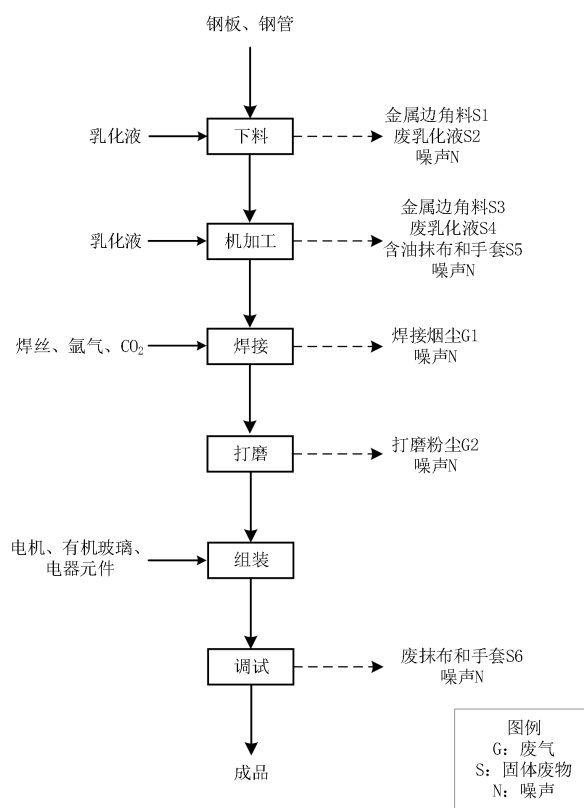 钢板、钢管
乳化液
下料
金属边角料S1
废乳化液S2
噪声N
乳化液
机加工
金属边角料S3
废乳化液S4
含油抹布和手套S5
噪声N
焊丝、氩气、CO₂
焊接
焊接烟尘G1
噪声N
打磨
打磨粉尘G2
噪声N
电机、有机玻璃、
电器元件
组装
调试
废抹布和手套S6
噪声N
成品
图例
G: 废气
S: 固体废物
N: 噪声